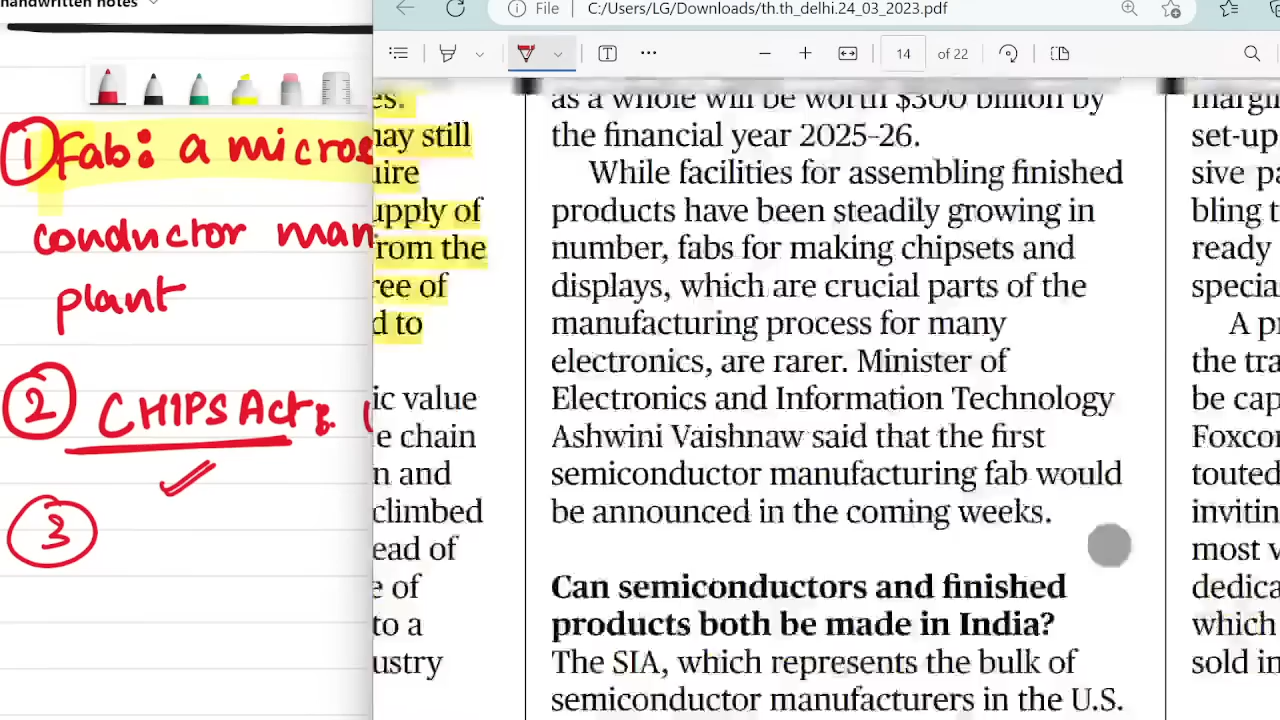 handwritten notes
① Fab: a micros
conductor man
plant
② CHIPS Act:
③
File C:/Users/LG/Downloads/th.th_delhi.24_03_2023.pdf
14 of 22
es.
ay still
uire
upply of
rom the
ree of
d to
ic value
e chain
n and
climbed
ead of
e of
to a
ustry
as a whole will be worth $300 billion by
the financial year 2025-26.
While facilities for assembling finished
products have been steadily growing in
number, fabs for making chipsets and
displays, which are crucial parts of the
manufacturing process for many
electronics, are rarer. Minister of
Electronics and Information Technology
Ashwini Vaishnaw said that the first
semiconductor manufacturing fab would
be announced in the coming weeks.
Can semiconductors and finished
products both be made in India?
The SIA, which represents the bulk of
semiconductor manufacturers in the U.S.
margin
set-up
sive pa
bling t
ready
specia
A pr
the tra
be cap
Foxcor
touted
inviting
most w
dedica
which
sold in